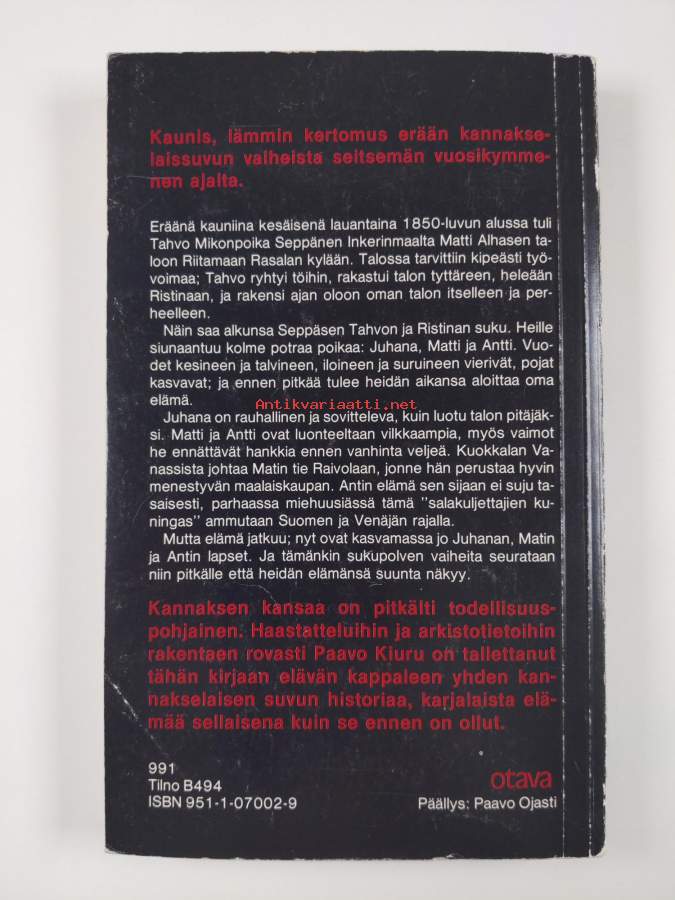 Kaunis, lämmin kertomus erään kannakse-
laissuvun vaiheista seitsemän vuosikymme-
nen ajalta.
Eräänä kauniina kesäisenä lauantaina 1850-luvun alussa tuli
Tahvo Mikonpoika Seppänen Inkerinmaalta Matti Alhasen ta-
loon Riitamaan Rasalan kylään. Talossa tarvittiin kipeästi työ-
voimaa; Tahvo ryhtyi töihin, rakastui talon tyttäreen, heleään
Ristinaan, ja rakensi ajan oloon oman talon itselleen ja per-
heelleen.
Näin saa alkunsa Seppäsen Tahvon ja Ristinan suku. Heille
siunaantuu kolme potraa poikaa: Juhana, Matti ja Antti. Vuo-
det kesineen ja talvineen, iloineen ja suruineen vierivät, pojat
kasvavat; ja ennen pitkää tulee heidän aikansa aloittaa oma
elämä.
Antikvariaatti.net
Juhana on rauhallinen ja sovitteleva, kuin luotu talon pitäjäk-
si. Matti ja Antti ovat luonteeltaan vilkkaampia, myös vaimot
he ennättävät hankkia ennen vanhinta veljeä. Kuokkalan Va-
nassista johtaa Matin tie Raivolaan, jonne hän perustaa hyvin
menestyvän maalaiskaupan. Antin elämä sen sijaan ei suju ta-
saisesti, parhaassa miehuusiässä tämä ”salakuljettajien ku-
ningas” ammutaan Suomen ja Venäjän rajalla.
Mutta elämä jatkuu; nyt ovat kasvamassa jo Juhanan, Matin
ja Antin lapset. Ja tämänkin sukupolven vaiheita seurataan
niin pitkälle että heidän elämänsä suunta näkyy.
Kannaksen kansaa on pitkälti todellisuus-
pohjainen. Haastatteluihin ja arkistotietoihin
rakentaen rovasti Paavo Kiuru on tallettanut
tähän kirjaan elävän kappaleen yhden kan-
nakselaisen suvun historiaa, karjalaista elä-
mää sellaisena kuin se ennen on ollut.
991
Tilno B494
ISBN 951-1-07002-9
otava
Päällys: Paavo Ojasti